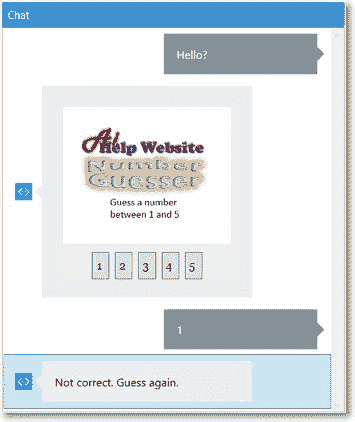 Chat
Hello?
Ai
Help Website
Number
Guesser
Guess a number
between 1 and 5
1 2 3 4 5
1
Not correct. Guess again.